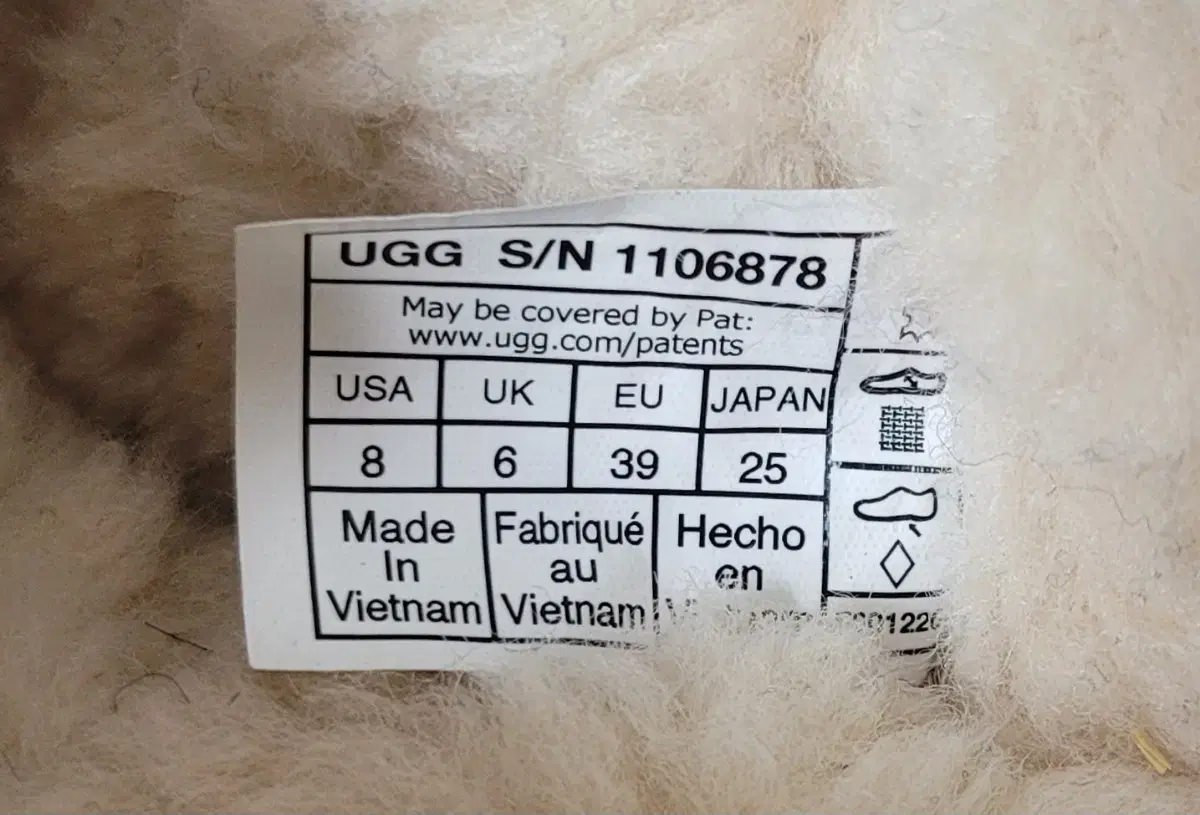 UGG S/N 1106878
May be covered by Pat:
www.ugg.com/patents
USA UK EU JAPAN
8 6 39 25
Made
In
Vietnam
Fabriqué
au
Vietnam
Hecho
en